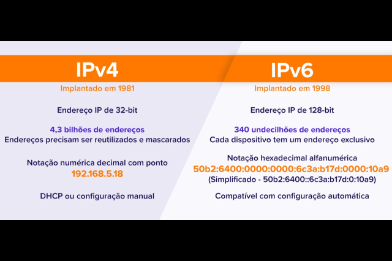 IPv4
Implantado em 1981
Endereço IP de 32-bit
4,3 bilhões de endereços
Endereços precisam ser reutilizados e mascarados
Notação numérica decimal com ponto
192.168.5.18
DHCP ou configuração manual
IPv6
Implantado em 1998
Endereço IP de 128-bit
340 undecilhões de endereços
Cada dispositivo tem um endereço exclusivo
Notação hexadecimal alfanumérica
50b2:6400:0000:0000:6c3a:b17d:0000:10a9
(Simplificado - 50b2:6400::6c3a:b17d:0:10a9)
Compatível com configuração automática